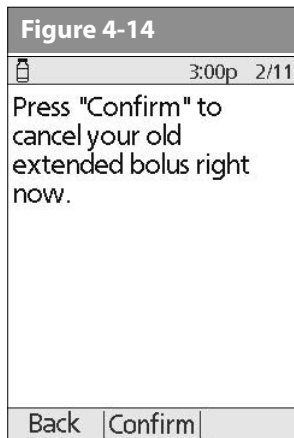 Figure 4-14
3:00p 2/11
Press "Confirm" to
cancel your old
extended bolus right
now.
Back Confirm